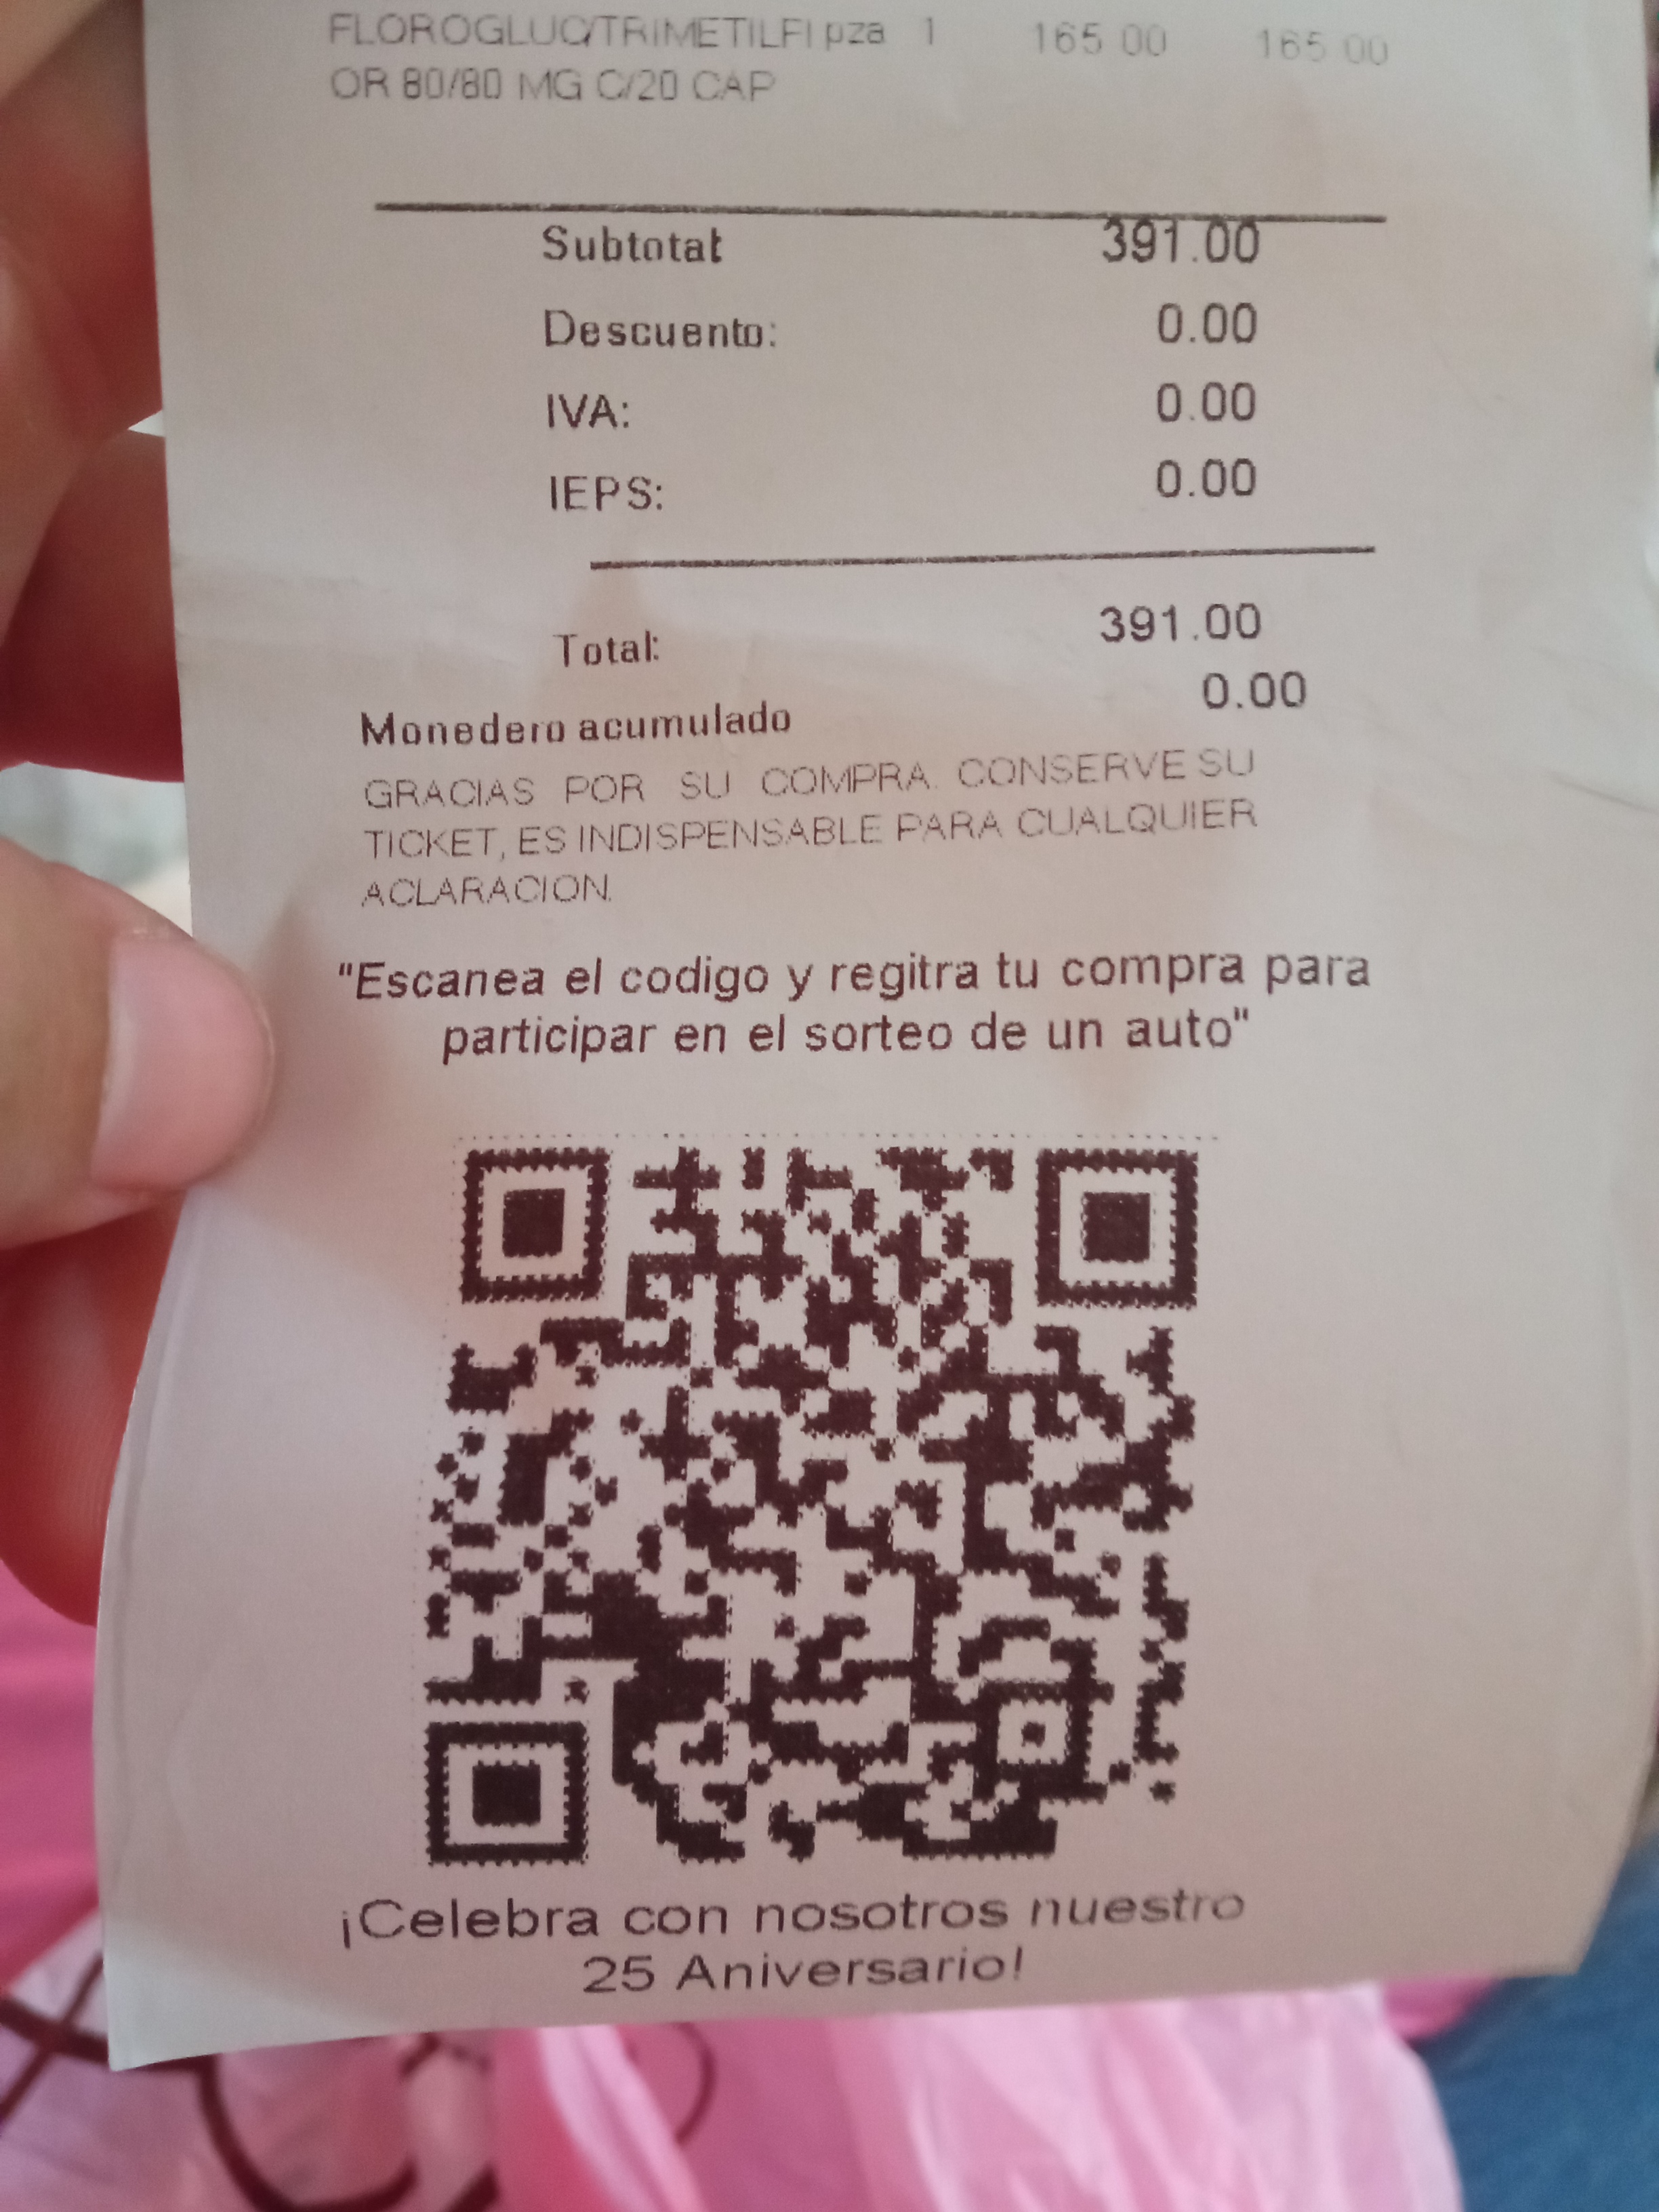 FLOROGLUC/TRIMETILFI pza 1 165.00 165.00
OR 80/80 MG C/20 CAP
Subtotal: 391.00
Descuento: 0.00
IVA: 0.00
IEPS: 0.00
Total: 391.00
Monedero acumulado 0.00
GRACIAS POR SU COMPRA. CONSERVE SU
TICKET, ES INDISPENSABLE PARA CUALQUIER
ACLARACION.
"Escanea el codigo y regitra tu compra para
participar en el sorteo de un auto"
¡Celebra con nosotros nuestro
25 Aniversario!